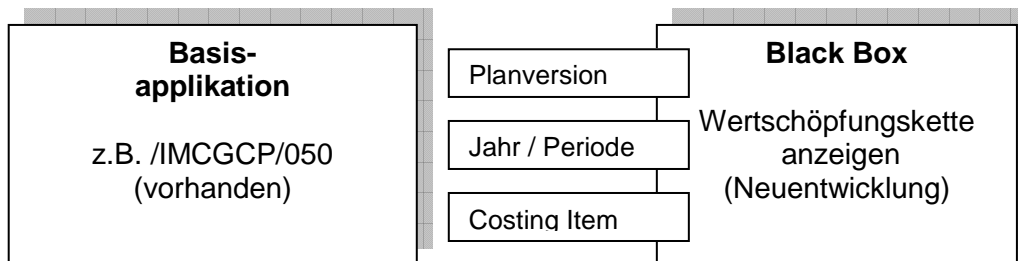 Basis-
applikation
z.B. /IMCGCP/050
(vorhanden)
Planversion
Jahr / Periode
Costing Item
Black Box
Wertschöpfungskette
anzeigen
(Neuentwicklung)